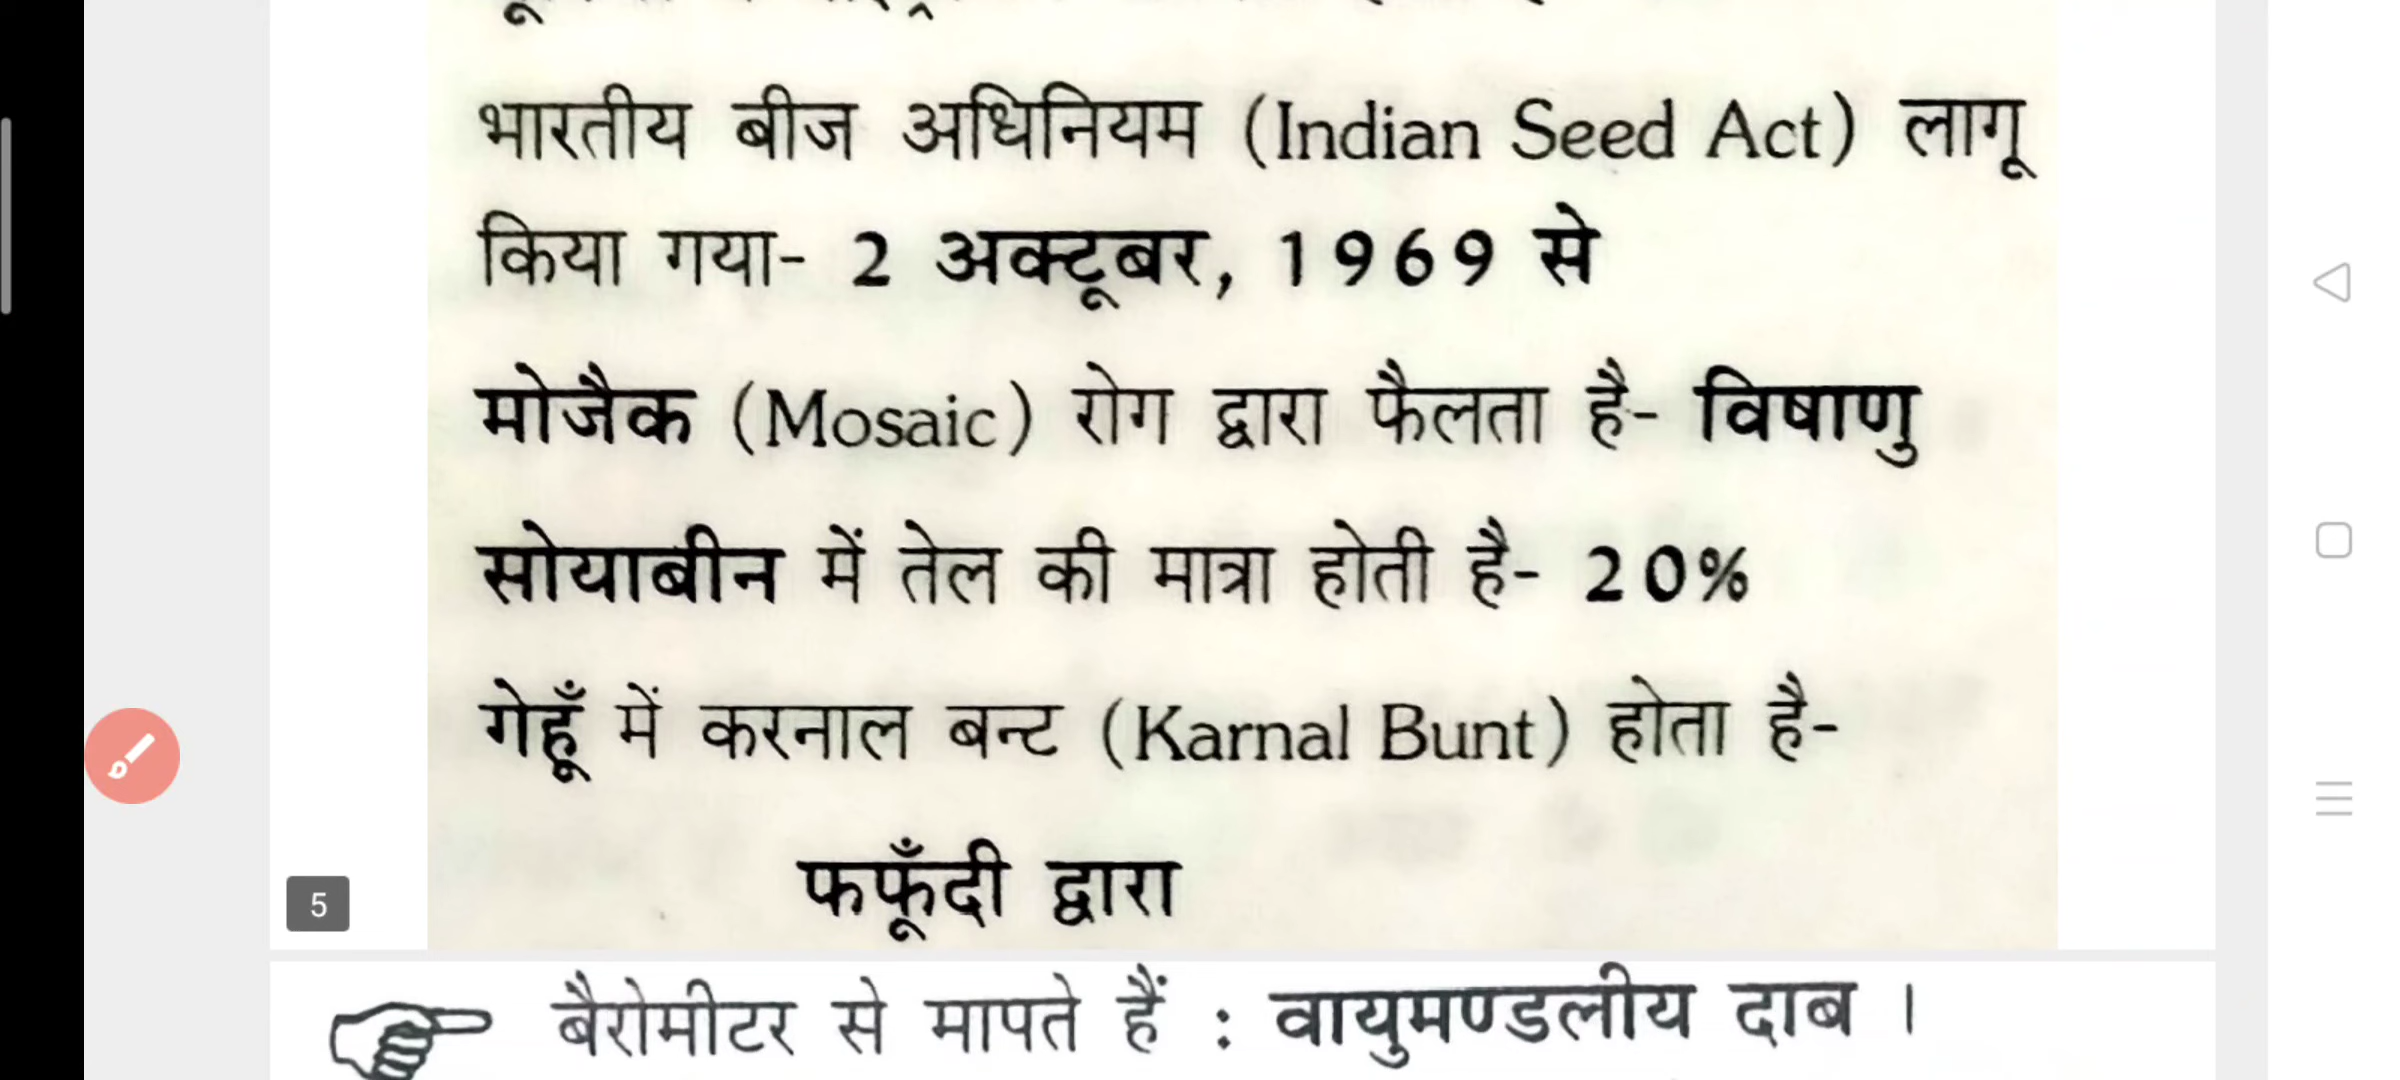 भारतीय बीज अधिनियम (Indian Seed Act) लागू
किया गया- 2 अक्टूबर, 1969 से
मोजैक (Mosaic) रोग द्वारा फैलता है- विषाणु
सोयाबीन में तेल की मात्रा होती है- 20%
गेहूँ में करनाल बन्ट (Karnal Bunt) होता है-
फफूँदी द्वारा
5
बैरोमीटर से मापते हैं : वायुमण्डलीय दाब ।